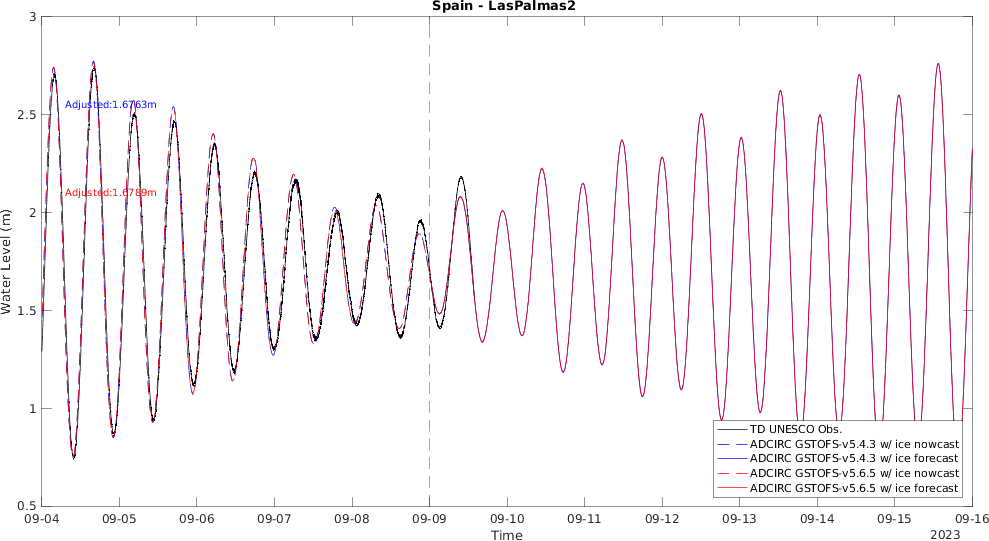 Spain - LasPalmas2
3
2.5
2
1.5
1
0.5
Water Level (m)
Adjusted:1.6763m
Adjusted:1.6789m
TD UNESCO Obs.
ADCIRC GSTOFS-v5.4.3 w/ ice nowcast
ADCIRC GSTOFS-v5.4.3 w/ ice forecast
ADCIRC GSTOFS-v5.6.5 w/ ice nowcast
ADCIRC GSTOFS-v5.6.5 w/ ice forecast
09-04 09-05 09-06 09-07 09-08 09-09 09-10 09-11 09-12 09-13 09-14 09-15 09-16
Time
2023